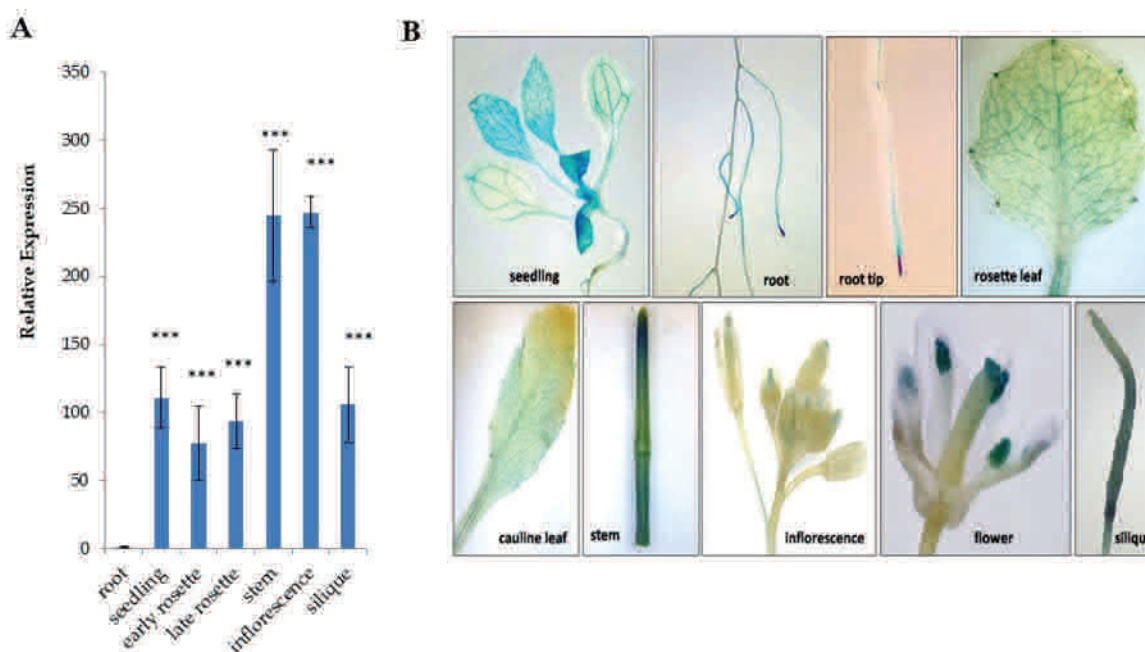 A
Relative Expression
350
300
250
200
150
100
50
0
***
***
***
***
***
***
root
seedling
early rosette
late rosette
stem
inflorescence
silique
B
seedling
root
root tip
rosette leaf
cauline leaf
stem
inflorescence
flower
siliqu